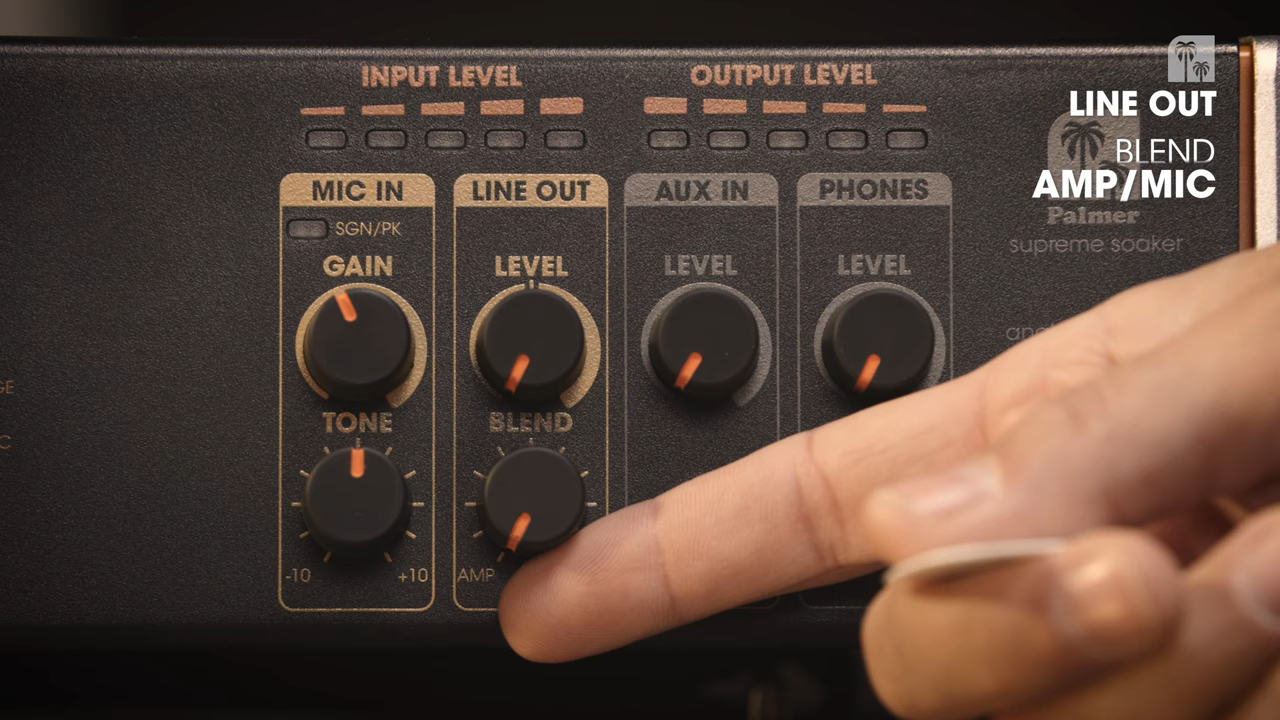 INPUT LEVEL
OUTPUT LEVEL
LINE OUT
BLEND
AMP/MIC
MIC IN
LINE OUT
AUX IN
PHONES
SGN/PK
Palmer
supreme soaker
GAIN
LEVEL
LEVEL
LEVEL
TONE
BLEND
-10
+10
AMP